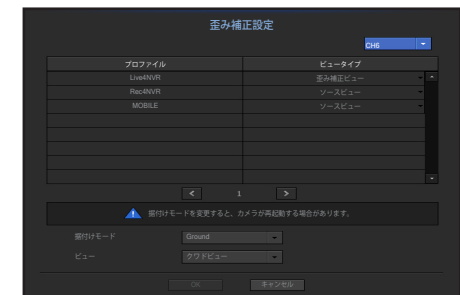 歪み補正設定
CH6
プロファイル ビュータイプ
Live4NVR 歪み補正ビュー
Rec4NVR ソースビュー
MOBILE ソースビュー
< 1 >
据付けモードを変更すると、カメラが再起動する場合があります。
据付けモード Ground
ビュー クワドビュー
OK キャンセル